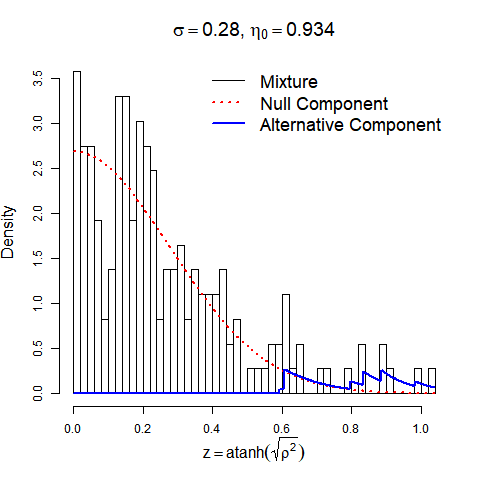 σ = 0.28, η₀ = 0.934
Mixture
Null Component
Alternative Component
Density
0.0 0.5 1.0 1.5 2.0 2.5 3.0 3.5
0.0 0.2 0.4 0.6 0.8 1.0
z = atanh(√ρ²)